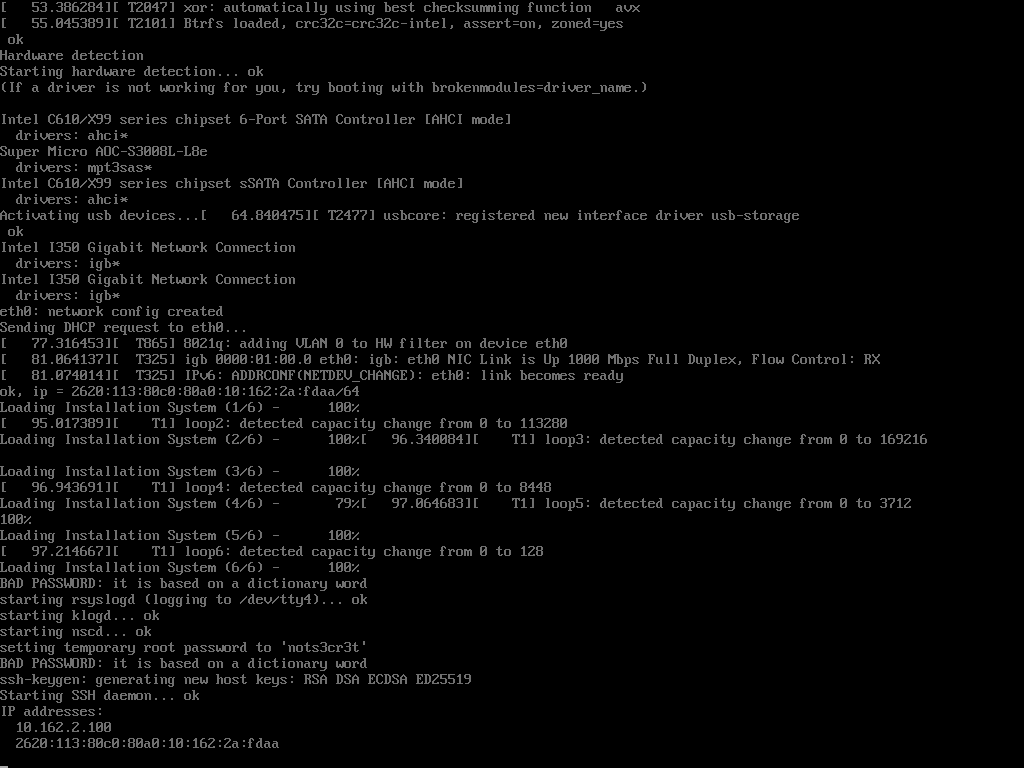 [   53.386284][ T2047] xor: automatically using best checksumming function   avx
[   55.045389][ T2101] Btrfs loaded, crc32c=crc32c-intel, assert=on, zoned=yes
 ok
Hardware detection
Starting hardware detection... ok
(If a driver is not working for you, try booting with brokenmodules=driver_name.)

Intel C610/X99 series chipset 6-Port SATA Controller [AHCI mode]
  drivers: ahci*
Super Micro AOC-S3008L-L8e
  drivers: mpt3sas*
Intel C610/X99 series chipset sSATA Controller [AHCI mode]
  drivers: ahci*
Activating usb devices...[   64.840475][ T2477] usbcore: registered new interface driver usb-storage
 ok
Intel I350 Gigabit Network Connection
  drivers: igb*
Intel I350 Gigabit Network Connection
  drivers: igb*
eth0: network config created
Sending DHCP request to eth0...
[   77.316453][  T865] 8021q: adding VLAN 0 to HW filter on device eth0
[   81.064137][  T325] igb 0000:01:00.0 eth0: igb: eth0 NIC Link is Up 1000 Mbps Full Duplex, Flow Control: RX
[   81.074014][  T325] IPv6: ADDRCONF(NETDEV_CHANGE): eth0: link becomes ready
ok, ip = 2620:113:80c0:80a0:10:162:2a:fdaa/64
Loading Installation System (1/6) -      100%
[   95.017389][    T1] loop2: detected capacity change from 0 to 113280
Loading Installation System (2/6) -      100%[   96.340084][    T1] loop3: detected capacity change from 0 to 169216

Loading Installation System (3/6) -      100%
[   96.943691][    T1] loop4: detected capacity change from 0 to 8448
Loading Installation System (4/6) -       79%[   97.064683][    T1] loop5: detected capacity change from 0 to 3712
100%
Loading Installation System (5/6) -      100%
[   97.214667][    T1] loop6: detected capacity change from 0 to 128
Loading Installation System (6/6) -      100%
BAD PASSWORD: it is based on a dictionary word
starting rsyslogd (logging to /dev/tty4)... ok
starting klogd... ok
starting nscd... ok
setting temporary root password to 'nots3cr3t'
BAD PASSWORD: it is based on a dictionary word
ssh-keygen: generating new host keys: RSA DSA ECDSA ED25519
Starting SSH daemon... ok
IP addresses:
  10.162.2.100
  2620:113:80c0:80a0:10:162:2a:fdaa